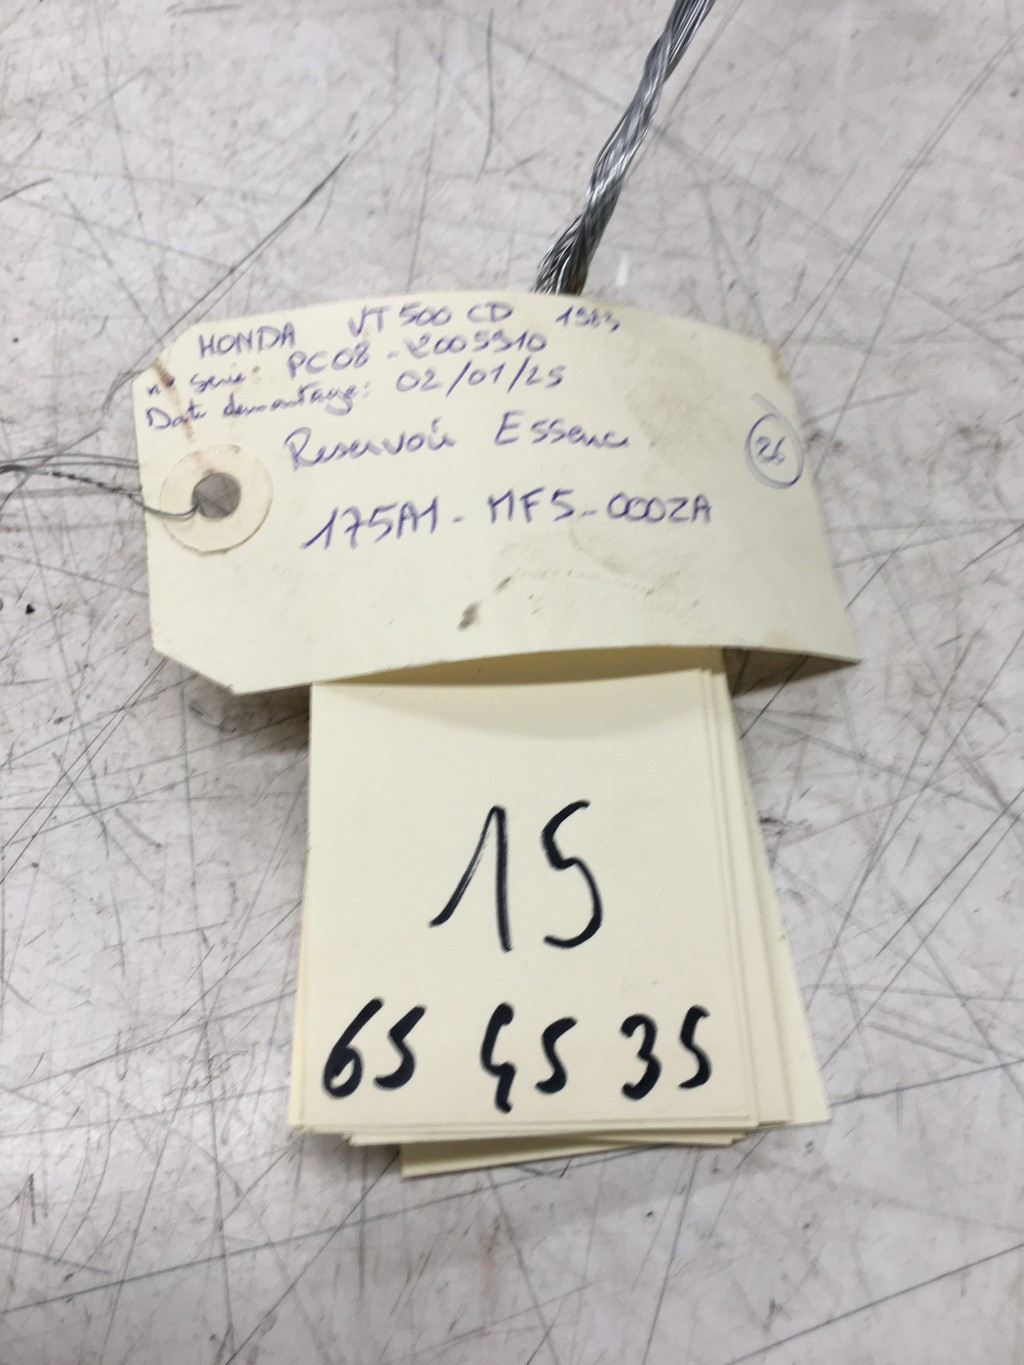 HONDA VT 500 CD 1983
n° serie: PC08-2005910
Date demontage: 02/01/25
Reservoir Essence
26
175A1-MF5-000ZA
15
65 45 35